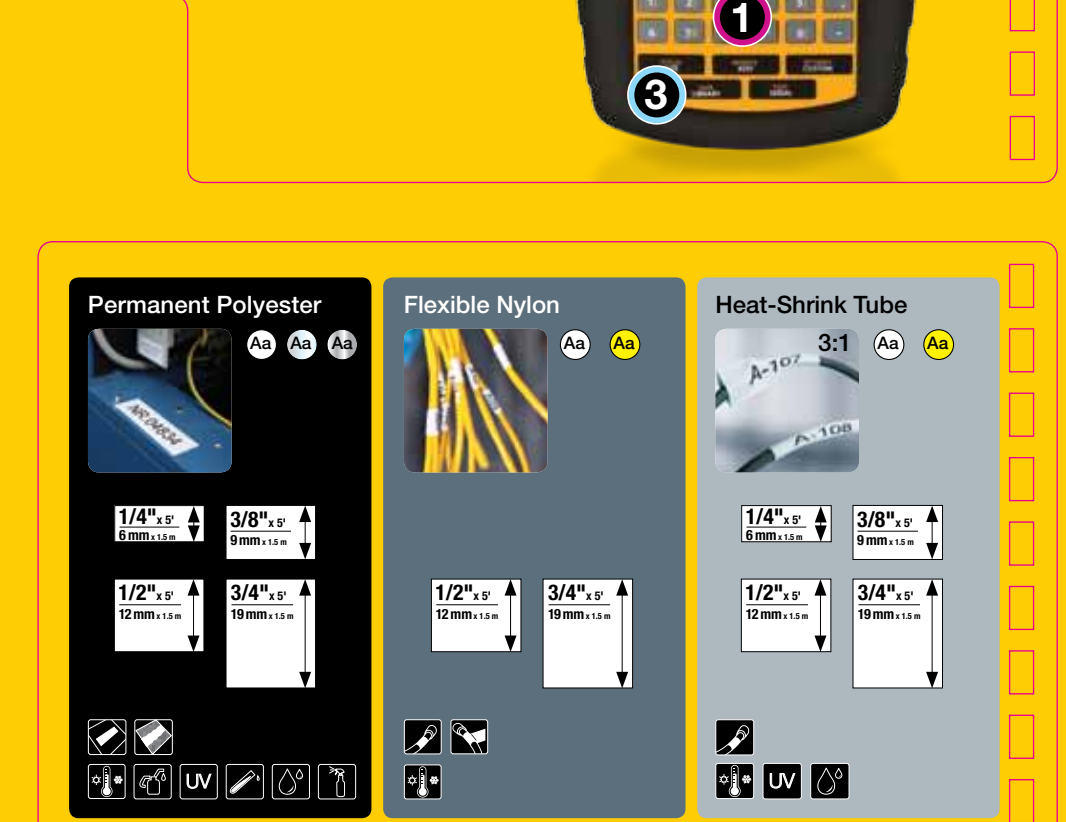 1
3
CUSTOM
LIBRARY
SERIAL
Permanent Polyester
Aa Aa Aa
NR.04834
1/4" x 5'
6 mm x 1.5 m
3/8" x 5'
9 mm x 1.5 m
1/2" x 5'
12 mm x 1.5 m
3/4" x 5'
19 mm x 1.5 m
UV
Flexible Nylon
Aa Aa
1/2" x 5'
12 mm x 1.5 m
3/4" x 5'
19 mm x 1.5 m
Heat-Shrink Tube
3:1 Aa Aa
A-107
A-108
1/4" x 5'
6 mm x 1.5 m
3/8" x 5'
9 mm x 1.5 m
1/2" x 5'
12 mm x 1.5 m
3/4" x 5'
19 mm x 1.5 m
UV